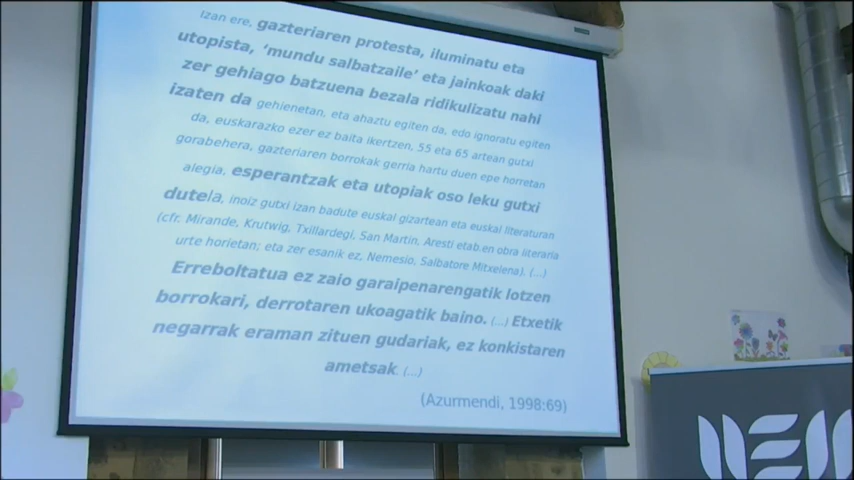 Izan ere, gazteriaren protesta, iluminatu eta
utopista, ‘mundu salbatzaile’ eta jainkoak daki
zer gehiago batzuena bezala ridikulizatu nahi
izaten da gehienetan, eta ahaztu egiten da, edo ignoratu egiten
da, euskarazko ezer ez baita ikertzen, 55 eta 65 artean gutxi
gorabehera, gazteriaren borrokak gerria hartu duen epe horretan
alegia, esperantzak eta utopiak oso leku gutxi
dutela, inoiz gutxi izan badute euskal gizartean eta euskal literaturan
(cfr. Mirande, Krutwig, Txillardegi, San Martin, Aresti etab.en obra literaria
urte horietan; eta zer esanik ez, Nemesio, Salbatore Mitxelena). (...)
Erreboltatua ez zaio garaipenarengatik lotzen
borrokari, derrotaren ukoagatik baino. (...) Etxetik
negarrak eraman zituen gudariak, ez konkistaren
ametsak. (...)
(Azurmendi, 1998:69)